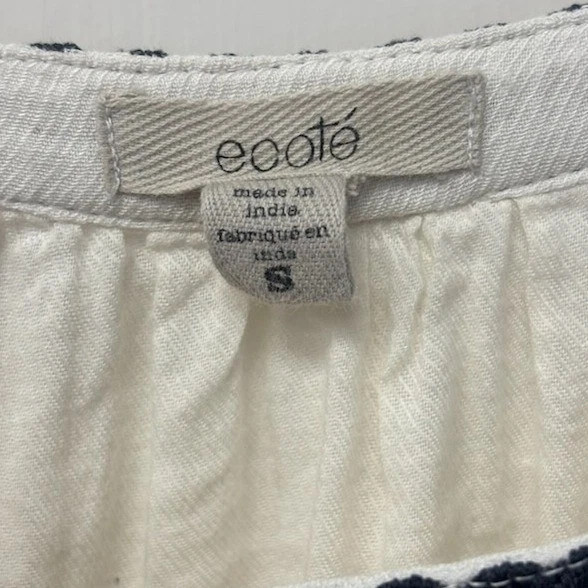 ecoté
made in
india
fabriqué en
inde
S